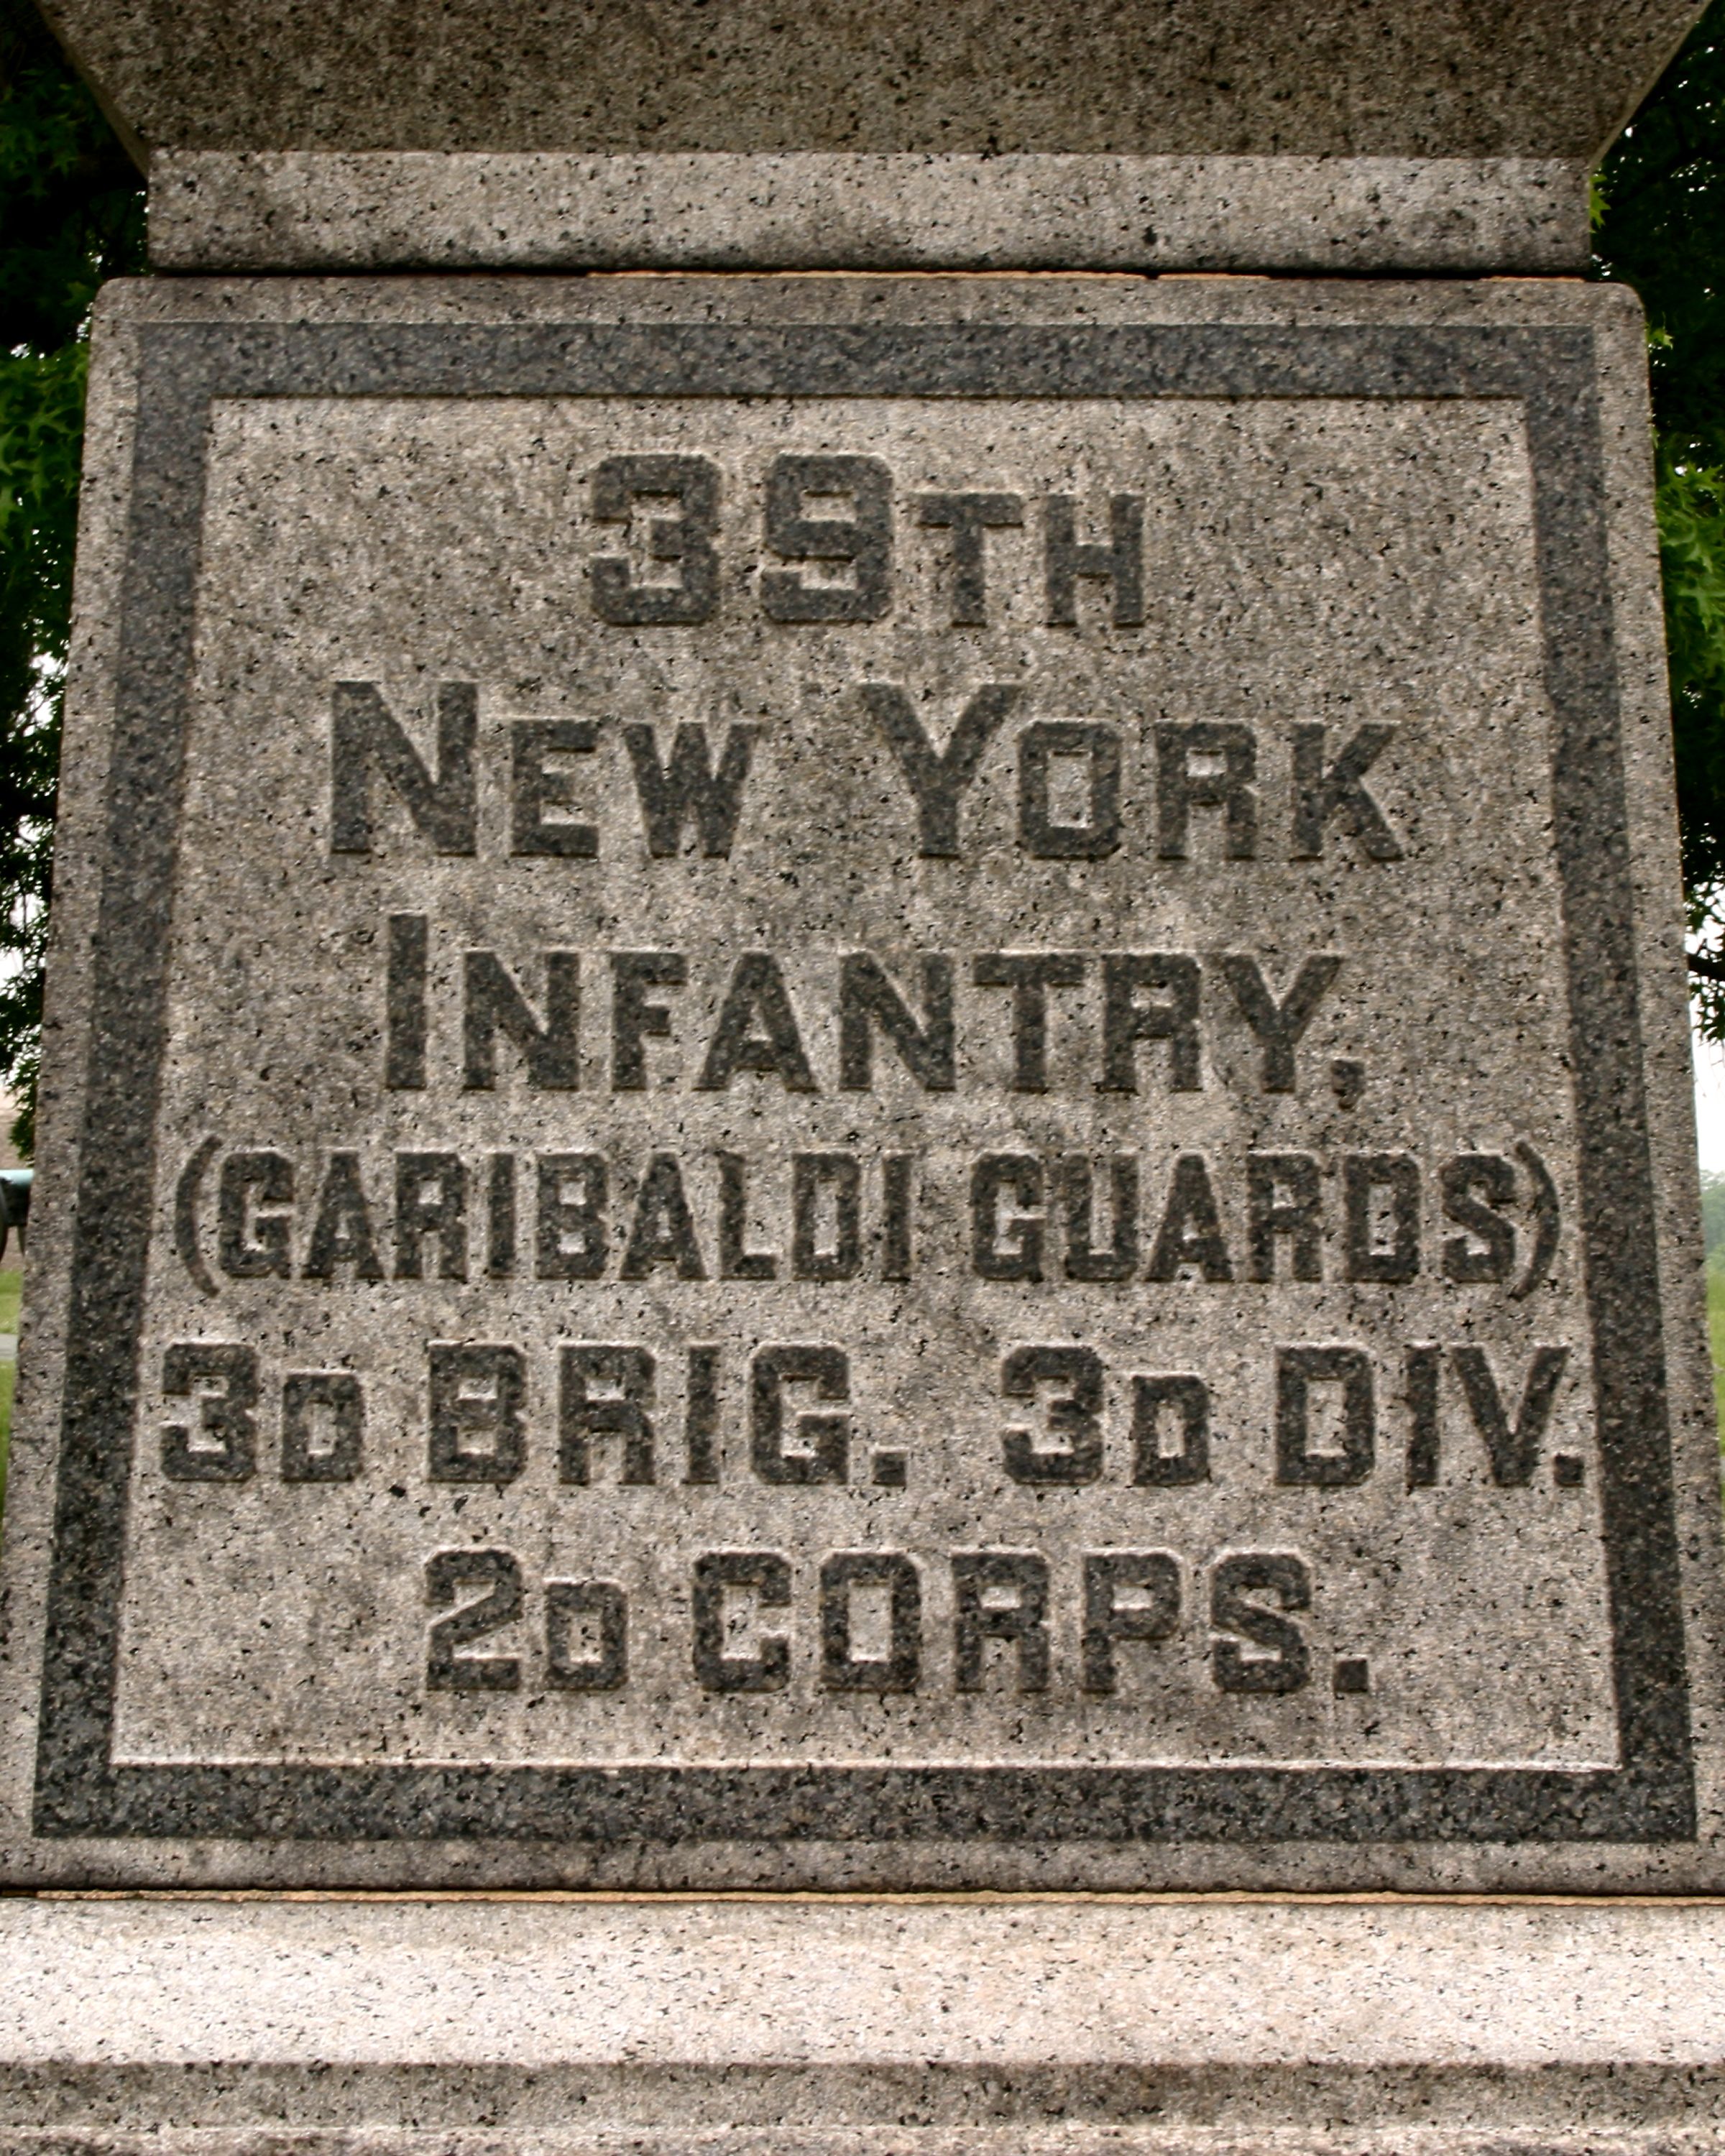 39TH
NEW YORK
INFANTRY,
(GARIBALDI GUARDS)
3D BRIG. 3D DIV.
2D CORPS.